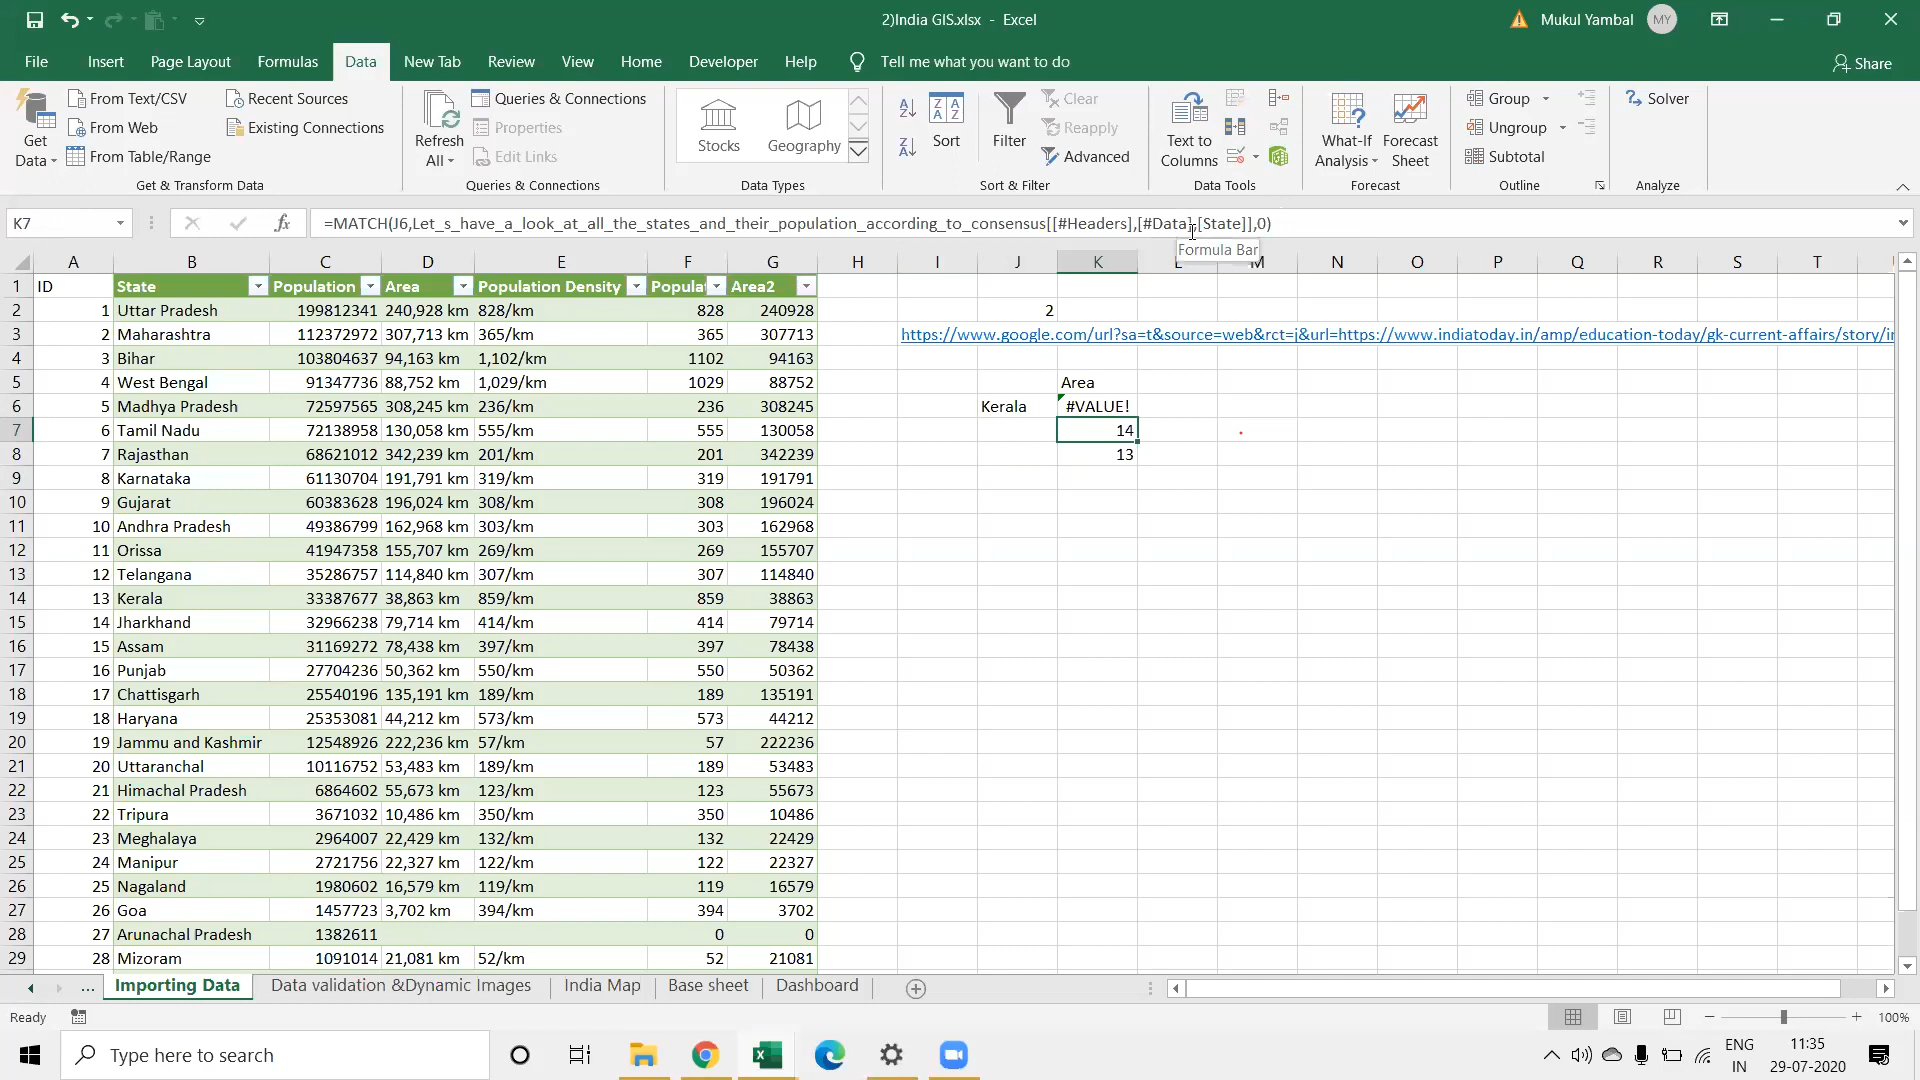 2)India GIS.xlsx - Excel
Mukul Yambal MY
File Insert Page Layout Formulas Data New Tab Review View Home Developer Help Tell me what you want to do Share
Get Data From Text/CSV From Web From Table/Range Recent Sources Existing Connections
Refresh All Queries & Connections Properties Edit Links
Stocks Geography
Sort Filter Clear Reapply Advanced
Text to Columns What-If Analysis Forecast Sheet
Group Ungroup Subtotal Solver
Get & Transform Data Queries & Connections Data Types Sort & Filter Data Tools Forecast Outline Analyze
K7 fx =MATCH(J6,Let_s_have_a_look_at_all_the_states_and_their_population_according_to_consensus[[#Headers],[#Data],[State]],0)
Formula Bar
A B C D E F G H I J K L M N O P Q R S T
1 ID State Population Area Population Density Populat Area2
2 1 Uttar Pradesh 199812341 240,928 km 828/km 828 240928 2
3 2 Maharashtra 112372972 307,713 km 365/km 365 307713 https://www.google.com/url?sa=t&source=web&rct=j&url=https://www.indiatoday.in/amp/education-today/gk-current-affairs/story/in
4 3 Bihar 103804637 94,163 km 1,102/km 1102 94163
5 4 West Bengal 91347736 88,752 km 1,029/km 1029 88752 Area
6 5 Madhya Pradesh 72597565 308,245 km 236/km 236 308245 Kerala #VALUE!
7 6 Tamil Nadu 72138958 130,058 km 555/km 555 130058 14
8 7 Rajasthan 68621012 342,239 km 201/km 201 342239 13
9 8 Karnataka 61130704 191,791 km 319/km 319 191791
10 9 Gujarat 60383628 196,024 km 308/km 308 196024
11 10 Andhra Pradesh 49386799 162,968 km 303/km 303 162968
12 11 Orissa 41947358 155,707 km 269/km 269 155707
13 12 Telangana 35286757 114,840 km 307/km 307 114840
14 13 Kerala 33387677 38,863 km 859/km 859 38863
15 14 Jharkhand 32966238 79,714 km 414/km 414 79714
16 15 Assam 31169272 78,438 km 397/km 397 78438
17 16 Punjab 27704236 50,362 km 550/km 550 50362
18 17 Chattisgarh 25540196 135,191 km 189/km 189 135191
19 18 Haryana 25353081 44,212 km 573/km 573 44212
20 19 Jammu and Kashmir 12548926 222,236 km 57/km 57 222236
21 20 Uttaranchal 10116752 53,483 km 189/km 189 53483
22 21 Himachal Pradesh 6864602 55,673 km 123/km 123 55673
23 22 Tripura 3671032 10,486 km 350/km 350 10486
24 23 Meghalaya 2964007 22,429 km 132/km 132 22429
25 24 Manipur 2721756 22,327 km 122/km 122 22327
26 25 Nagaland 1980602 16,579 km 119/km 119 16579
27 26 Goa 1457723 3,702 km 394/km 394 3702
28 27 Arunachal Pradesh 1382611 0 0
29 28 Mizoram 1091014 21,081 km 52/km 52 21081
... Importing Data Data validation &Dynamic Images India Map Base sheet Dashboard
Ready 100%
Type here to search ENG 11:35
IN 29-07-2020